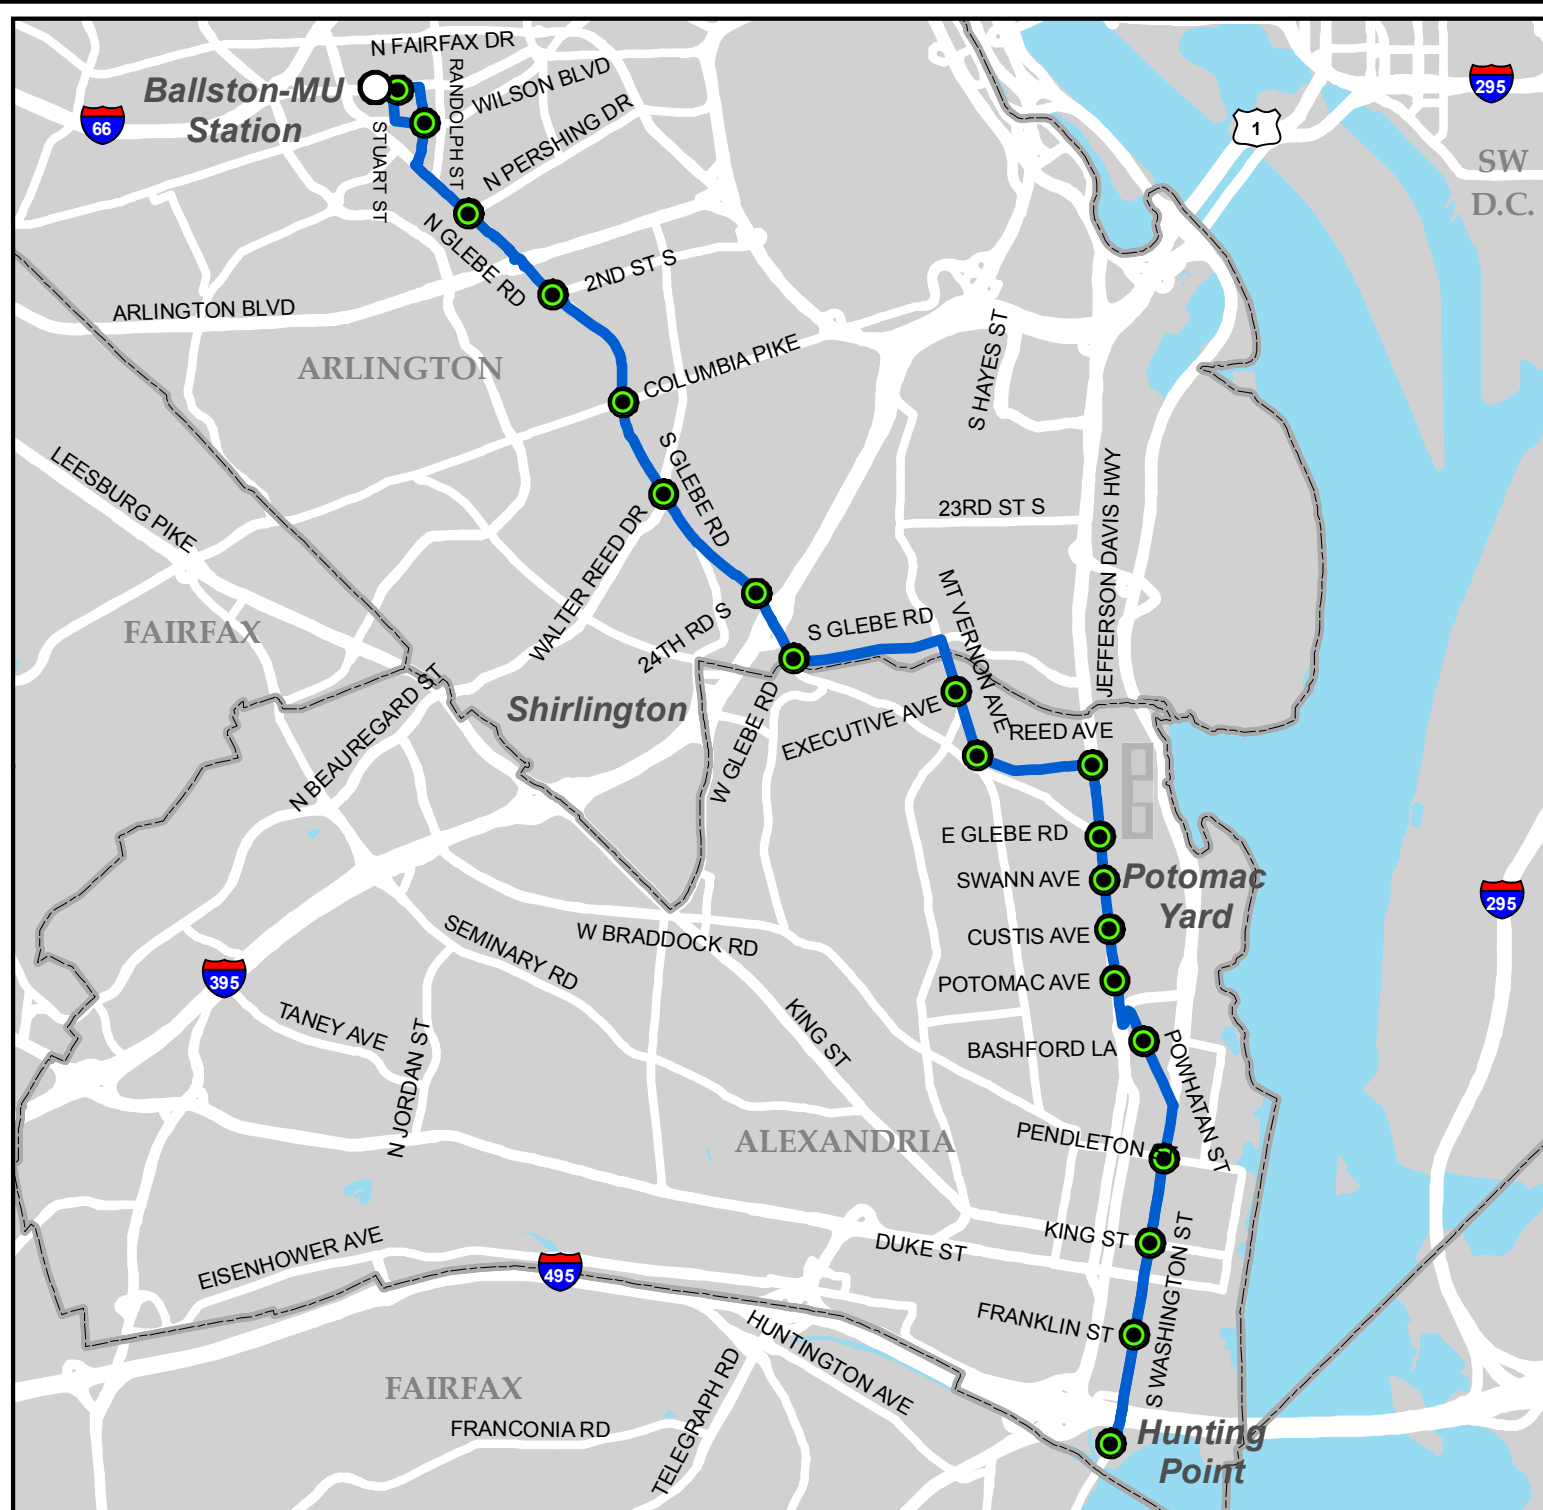 N FAIRFAX DR
Ballston-MU
Station
66
RANDOLPH ST
WILSON BLVD
STUART ST
N PERSHING DR
295
1
SW
D.C.
N GLEBE RD
2ND ST S
ARLINGTON BLVD
ARLINGTON
COLUMBIA PIKE
S HAYES ST
LEESBURG PIKE
S GLEBE RD
23RD ST S
JEFFERSON DAVIS HWY
WALTER REED DR
FAIRFAX
24TH RD S
S GLEBE RD
MT VERNON AVE
Shirlington
N BEAUREGARD ST
W GLEBE RD
EXECUTIVE AVE
REED AVE
E GLEBE RD
SWANN AVE
Potomac
Yard
295
CUSTIS AVE
SEMINARY RD
W BRADDOCK RD
395
POTOMAC AVE
TANEY AVE
N JORDAN ST
KING ST
BASHFORD LA
POWHATAN ST
ALEXANDRIA
PENDLETON
EISENHOWER AVE
495
DUKE ST
KING ST
S WASHINGTON ST
FRANKLIN ST
HUNTINGTON AVE
TELEGRAPH RD
FAIRFAX
FRANCONIA RD
Hunting
Point